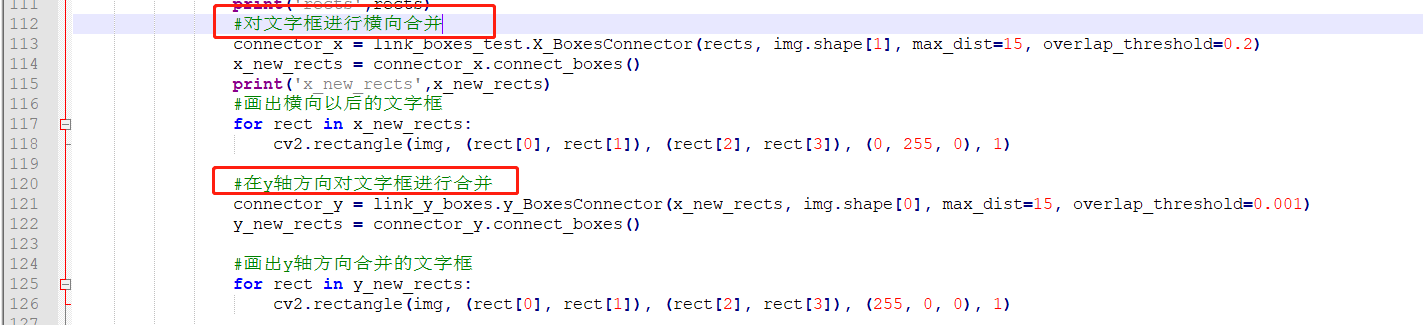 111 print('rects',rects)
112 #对文字框进行横向合并
113 connector_x = link_boxes_test.X_BoxesConnector(rects, img.shape[1], max_dist=15, overlap_threshold=0.2)
114 x_new_rects = connector_x.connect_boxes()
115 print('x_new_rects',x_new_rects)
116 #画出横向以后的文字框
117 for rect in x_new_rects:
118 cv2.rectangle(img, (rect[0], rect[1]), (rect[2], rect[3]), (0, 255, 0), 1)
119
120 #在y轴方向对文字框进行合并
121 connector_y = link_y_boxes.y_BoxesConnector(x_new_rects, img.shape[0], max_dist=15, overlap_threshold=0.001)
122 y_new_rects = connector_y.connect_boxes()
123
124 #画出y轴方向合并的文字框
125 for rect in y_new_rects:
126 cv2.rectangle(img, (rect[0], rect[1]), (rect[2], rect[3]), (255, 0, 0), 1)
127